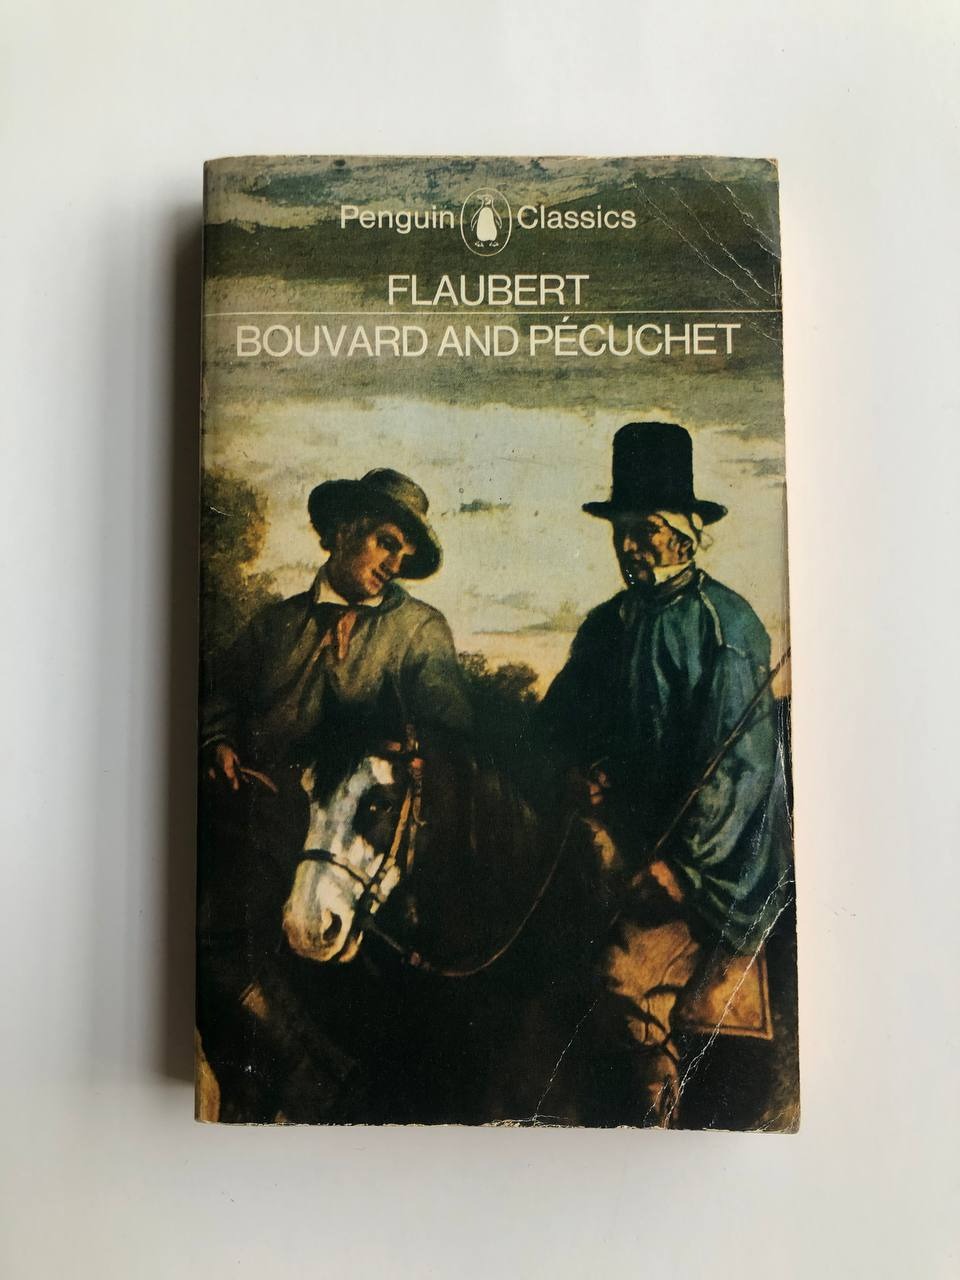 Penguin Classics
FLAUBERT
BOUVARD AND PÉCUCHET